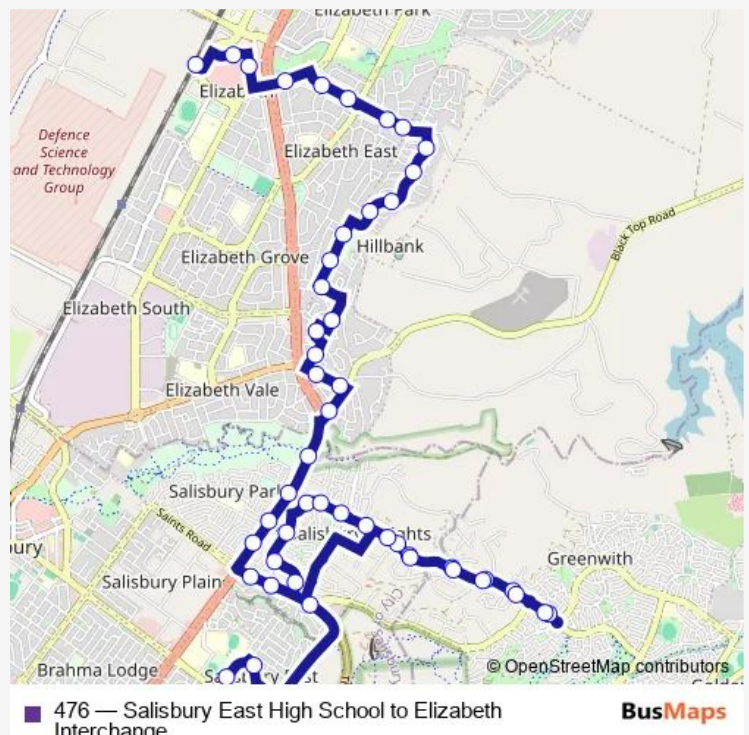 Elizabeth Park
Defence
Science
and Technology
Group
Elizabeth East
Black Top Road
Hillbank
Elizabeth Grove
Elizabeth South
Elizabeth Vale
Salisbury Park
Saints Road
Greenwith
Salisbury Plain
City of
Brahma Lodge
© OpenStreetMap contributors
476 — Salisbury East High School to Elizabeth
Interchange
BusMaps